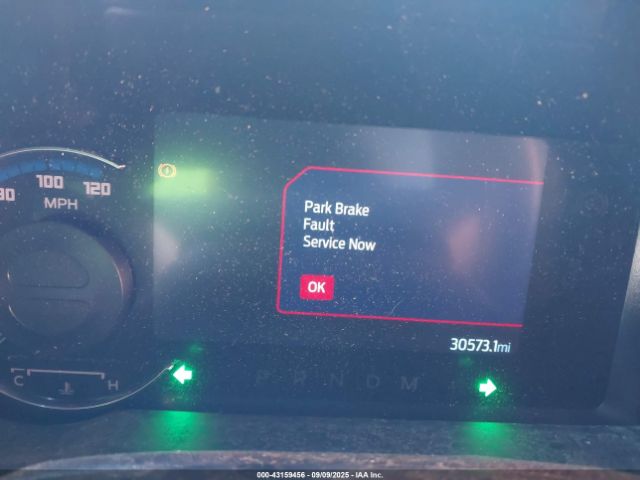 80 100 120
MPH
Park Brake
Fault
Service Now
OK
30573.1mi
C H
P R N D M
000-43159456 - 09/09/2025 - IAA Inc.